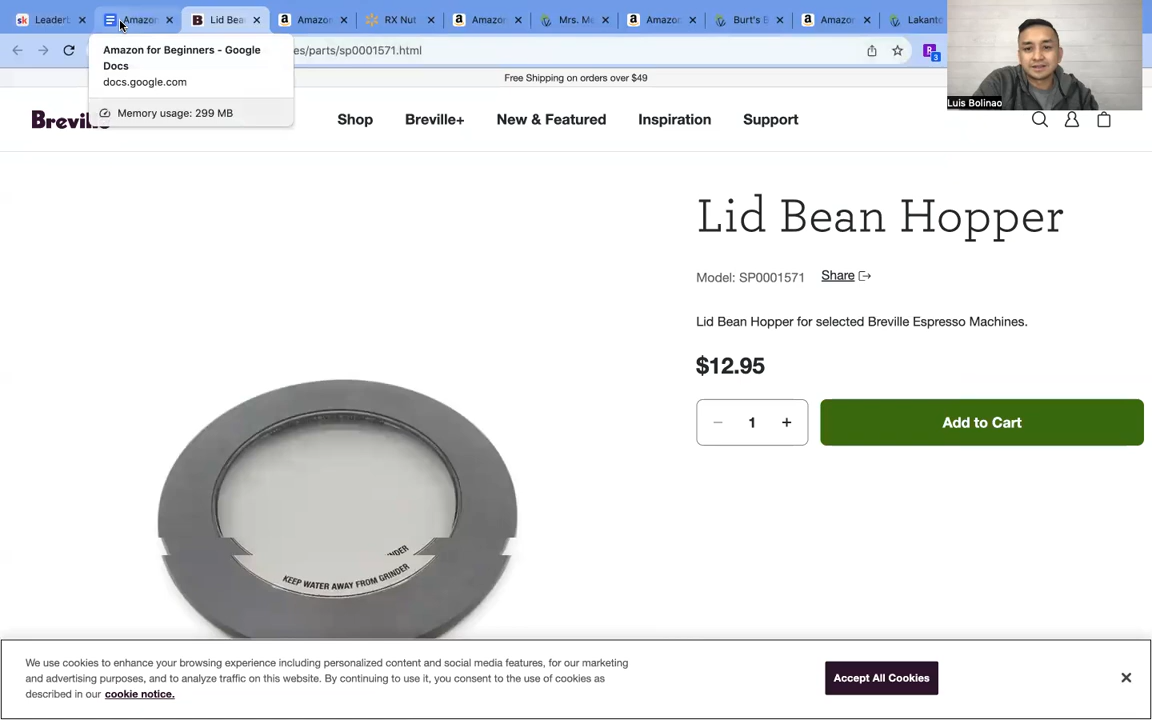 Leaderb
Amazon
Lid Bea
Amazon
RX Nut
Amazon
Mrs. Me
Amazon
Burt's B
Amazon
Lakanto
Amazon for Beginners - Google
Docs
docs.google.com
Memory usage: 299 MB
es/parts/sp0001571.html
3
Luis Bolinao
Free Shipping on orders over $49
Breville
Shop
Breville+
New & Featured
Inspiration
Support
Lid Bean Hopper
Model: SP0001571
Share
Lid Bean Hopper for selected Breville Espresso Machines.
$12.95
1
Add to Cart
NDER
KEEP WATER AWAY FROM GRINDER
We use cookies to enhance your browsing experience including personalized content and social media features, for our marketing
and advertising purposes, and to analyze traffic on this website. By continuing to use it, you consent to the use of cookies as
described in our cookie notice.
Accept All Cookies